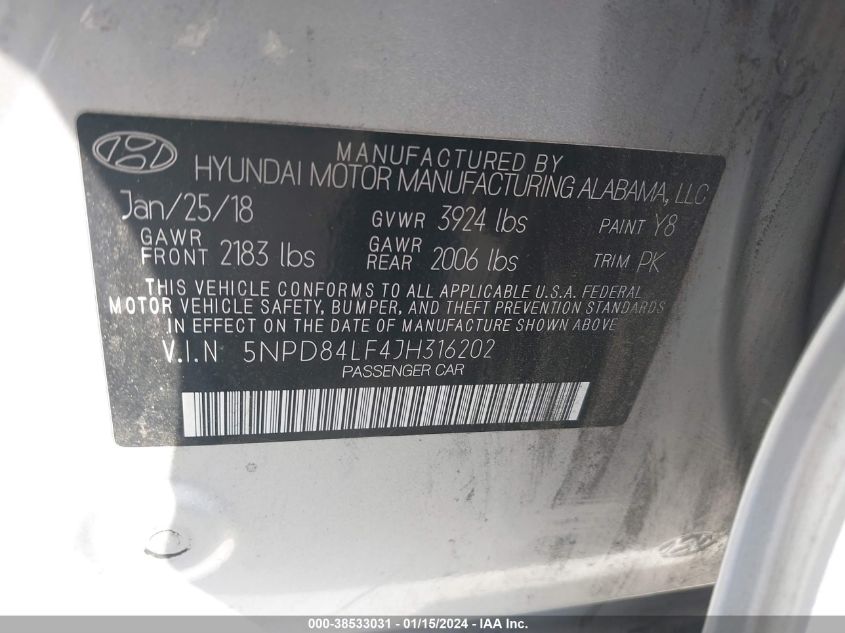 MANUFACTURED BY
HYUNDAI MOTOR MANUFACTURING ALABAMA, LLC
Jan/25/18 GVWR 3924 lbs PAINT Y8
GAWR FRONT 2183 lbs GAWR REAR 2006 lbs TRIM PK
THIS VEHICLE CONFORMS TO ALL APPLICABLE U.S.A. FEDERAL
MOTOR VEHICLE SAFETY, BUMPER, AND THEFT PREVENTION STANDARDS
IN EFFECT ON THE DATE OF MANUFACTURE SHOWN ABOVE
V.I.N 5NPD84LF4JH316202
PASSENGER CAR
000-38533031 - 01/15/2024 - IAA Inc.